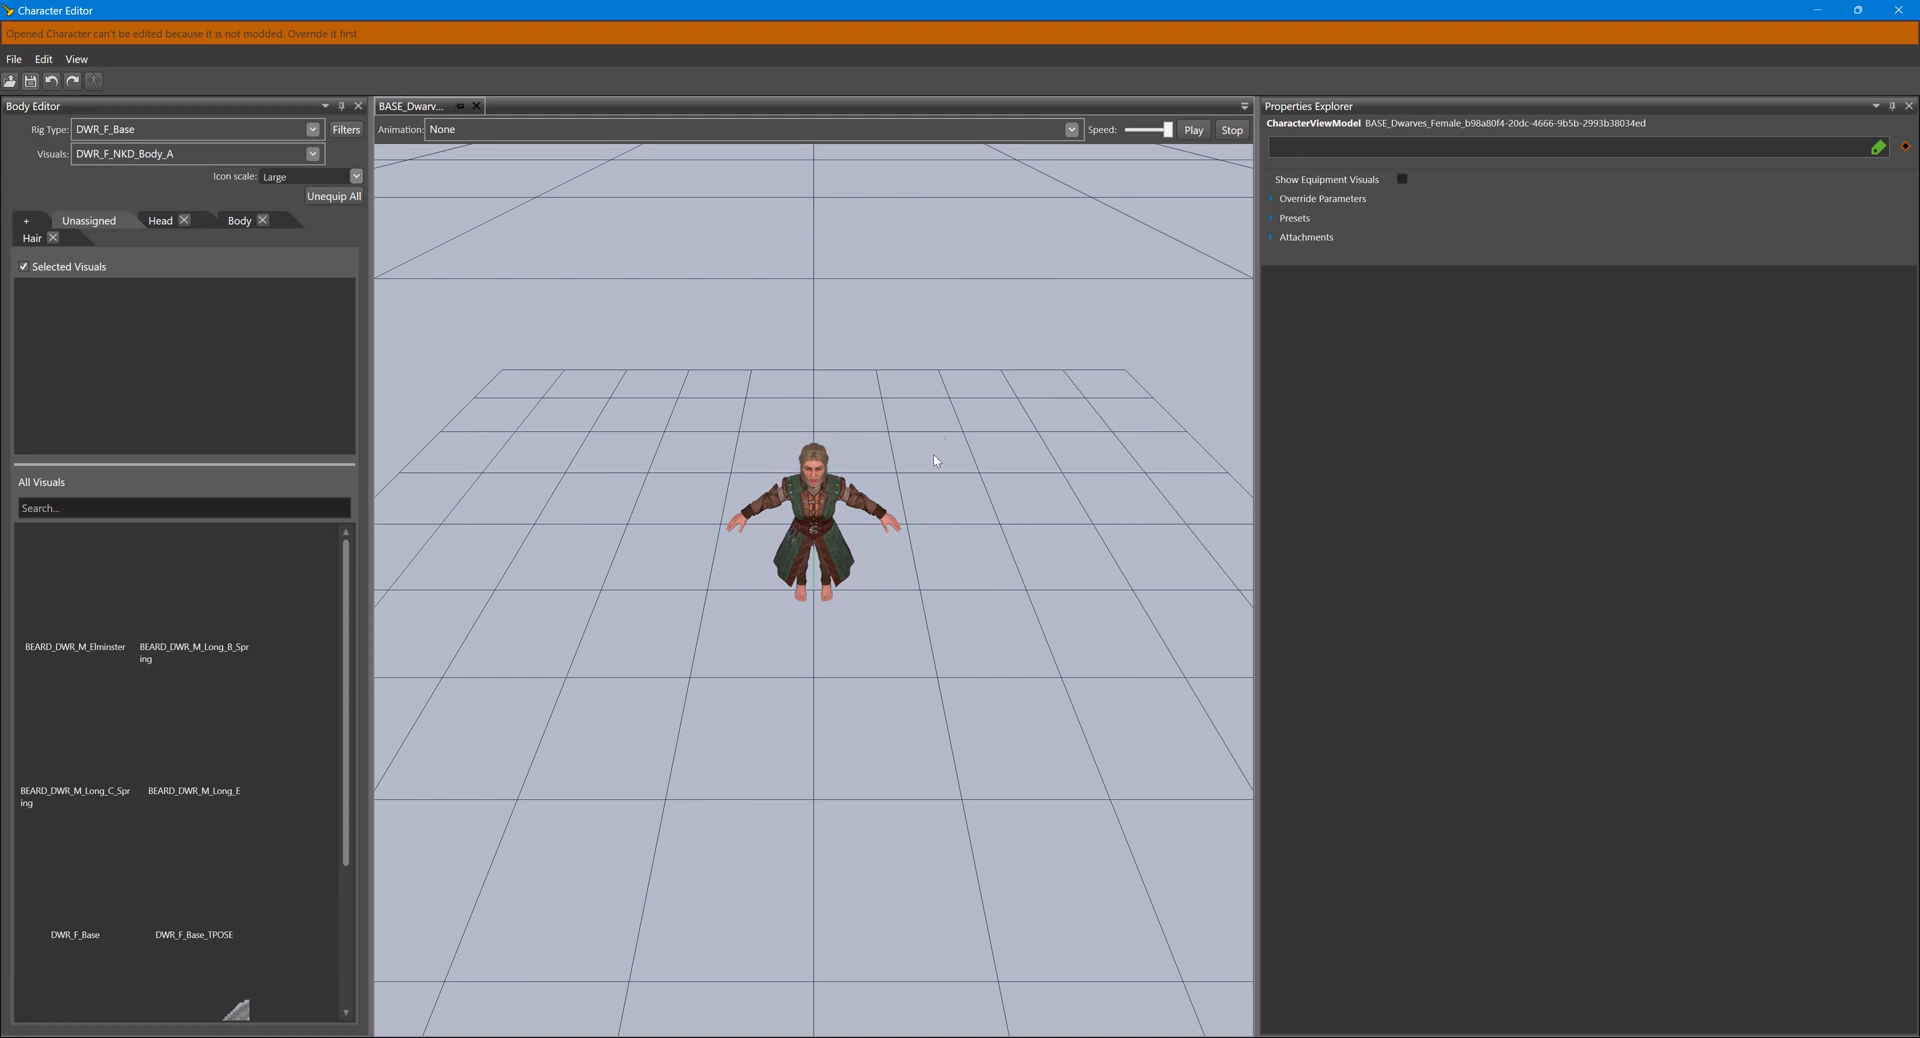 Character Editor
Opened Character can't be edited because it is not modded. Override it first.
File Edit View
Body Editor
Rig Type: DWR_F_Base Filters
Visuals: DWR_F_NKD_Body_A
Icon scale: Large
Unequip All
+ Unassigned Head Body
Hair
Selected Visuals
All Visuals
Search...
BEARD_DWR_M_Elminster BEARD_DWR_M_Long_B_Spr
ing
BEARD_DWR_M_Long_C_Spr BEARD_DWR_M_Long_E
ing
DWR_F_Base DWR_F_Base_TPOSE
BASE_Dwarv...
Animation: None Speed: Play Stop
Properties Explorer
CharacterViewModel BASE_Dwarves_Female_b98a80f4-20dc-4666-9b5b-2993b38034ed
Show Equipment Visuals
Override Parameters
Presets
Attachments